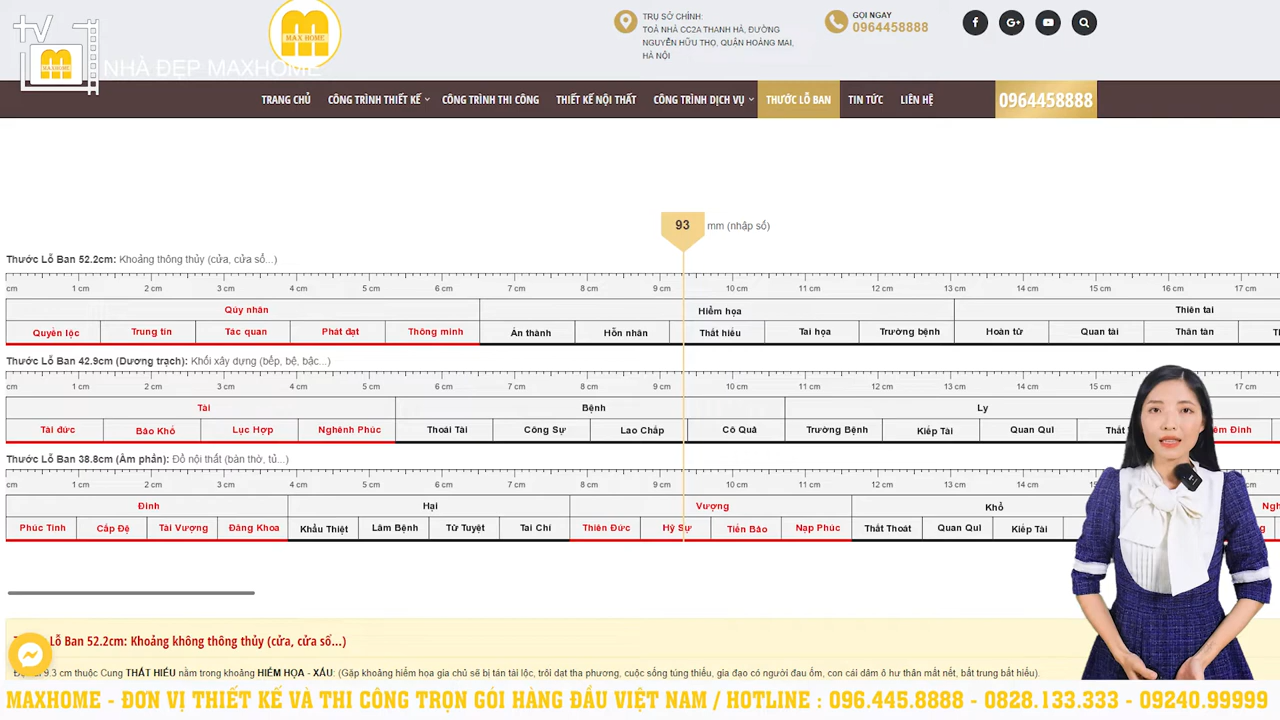 tv
MAXHOME
NHÀ ĐẸP MAXHOME
MAX HOME
TRỤ SỞ CHÍNH:
TOÀ NHÀ CC2A THANH HÀ, ĐƯỜNG
NGUYỄN HỮU THỌ, QUẬN HOÀNG MAI,
HÀ NỘI
GỌI NGAY
0964458888
TRANG CHỦ CÔNG TRÌNH THIẾT KẾ CÔNG TRÌNH THI CÔNG THIẾT KẾ NỘI THẤT CÔNG TRÌNH DỊCH VỤ THƯỚC LỖ BAN TIN TỨC LIÊN HỆ 0964458888
93 mm (nhập số)
Thước Lỗ Ban 52.2cm: Khoảng thông thủy (cửa, cửa sổ...)
cm 1 cm 2 cm 3 cm 4 cm 5 cm 6 cm 7 cm 8 cm 9 cm 10 cm 11 cm 12 cm 13 cm 14 cm 15 cm 16 cm 17 cm
Qúy nhân Hiểm họa Thiên tai
Quyền lộc Trung tín Tác quan Phát đạt Thông minh Án thành Hỗn nhân Thất hiếu Tai họa Trường bệnh Hoàn tử Quan tài Thân tàn
Thước Lỗ Ban 42.9cm (Dương trạch): Khối xây dựng (bếp, bệ, bậc...)
cm 1 cm 2 cm 3 cm 4 cm 5 cm 6 cm 7 cm 8 cm 9 cm 10 cm 11 cm 12 cm 13 cm 14 cm 15 cm 17 cm
Tài Bệnh Ly
Tài đức Bảo Khố Lục Hợp Nghênh Phúc Thoái Tài Công Sự Lao Chấp Cô Quả Trường Bệnh Kiếp Tài Quan Quỉ Đinh
Thước Lỗ Ban 38.8cm (Âm phần): Đồ nội thất (bàn thờ, tủ...)
cm 1 cm 2 cm 3 cm 4 cm 5 cm 6 cm 7 cm 8 cm 9 cm 10 cm 11 cm 12 cm 13 cm 14 cm 17 cm
Đinh Hại Vượng Khổ
Phúc Tinh Cấp Đệ Tài Vượng Đăng Khoa Khẩu Thiệt Lâm Bệnh Tử Tuyệt Tai Chí Thiên Đức Hỷ Sự Tiến Bảo Nạp Phúc Thất Thoát Quan Quỉ Kiếp Tài
Lỗ Ban 52.2cm: Khoảng không thông thủy (cửa, cửa sổ...)
9.3 cm thuộc Cung THẤT HIẾU nằm trong khoảng HIỂM HỌA - XẤU: (Gặp khoảng hiểm họa gia chủ sẽ bị tán tài lộc, trôi dạt tha phương, cuộc sống túng thiếu, gia đạo có người đau ốm, con cái dâm ô hư thân mất nết, bất trung bất hiếu).
MAXHOME - ĐƠN VỊ THIẾT KẾ VÀ THI CÔNG TRỌN GÓI HÀNG ĐẦU VIỆT NAM / HOTLINE : 096.445.8888 - 0828.133.333 - 09240.99999